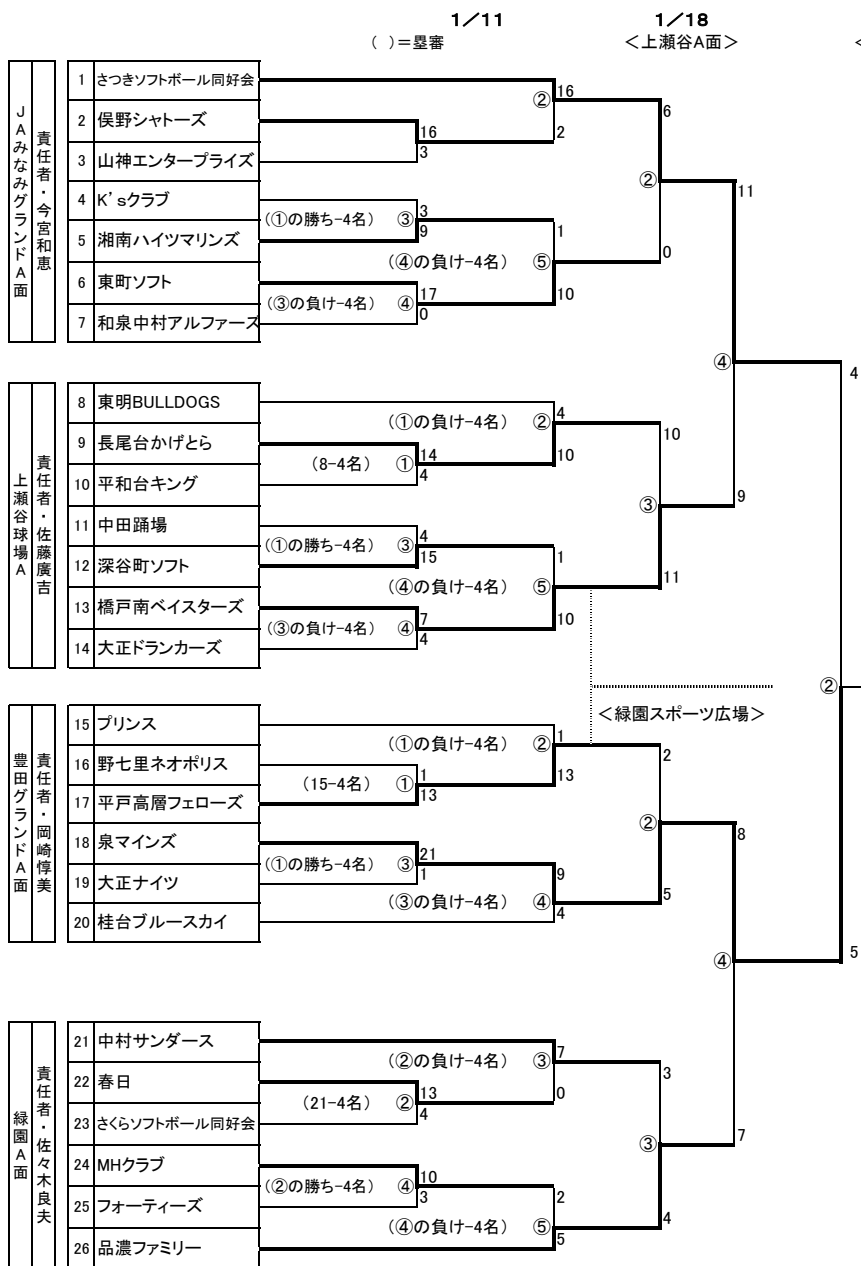 1／11
1／18
（ ）＝塁審
＜上瀬谷A面＞
＜
JAみなみグランドA面
責任者・今宮和恵
1 さつきソフトボール同好会
2 俣野シャトーズ
3 山神エンタープライズ
4 K’sクラブ
5 湘南ハイツマリンズ
6 東町ソフト
7 和泉中村アルファーズ
② 16
2
16
3
(①の勝ち-4名) ③ 3
9
(④の負け-4名) ⑤
1
10
(③の負け-4名) ④ 17
0
6
②
0
11
④
9
4
上瀬谷球場A
責任者・佐藤廣吉
8 東明BULLDOGS
9 長尾台かげとら
10 平和台キング
11 中田踊場
12 深谷町ソフト
13 橋戸南ベイスターズ
14 大正ドランカーズ
(①の負け-4名) ② 4
10
(8-4名) ① 14
4
(①の勝ち-4名) ③ 4
15
(④の負け-4名) ⑤
1
10
(③の負け-4名) ④ 7
4
10
③
11
②
＜緑園スポーツ広場＞
豊田グランドA面
責任者・岡崎惇美
15 プリンス
16 野七里ネオポリス
17 平戸高層フェローズ
18 泉マインズ
19 大正ナイツ
20 桂台ブルースカイ
(①の負け-4名) ② 1
13
(15-4名) ① 1
13
(①の勝ち-4名) ③ 21
1
(③の負け-4名) ④
9
4
2
②
5
8
④
7
5
緑園A面
責任者・佐々木良夫
21 中村サンダース
22 春日
23 さくらソフトボール同好会
24 MHクラブ
25 フォーティーズ
26 品濃ファミリー
(②の負け-4名) ③ 7
0
(21-4名) ② 13
4
(②の勝ち-4名) ④ 10
3
(④の負け-4名) ⑤
2
5
3
③
4